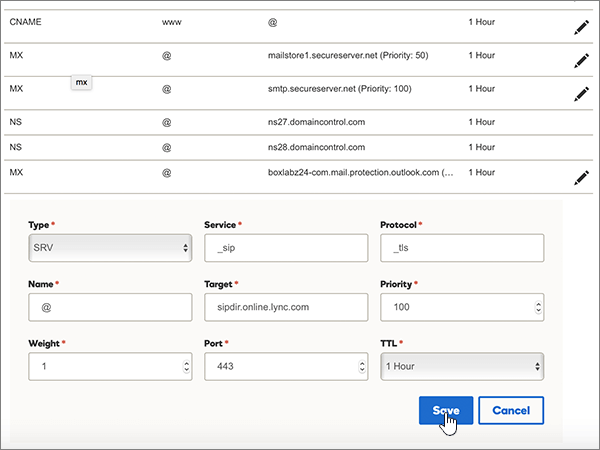 CNAME www @ 1 Hour
MX @ mailstore1.secureserver.net (Priority: 50) 1 Hour
mx
MX @ smtp.secureserver.net (Priority: 100) 1 Hour
NS @ ns27.domaincontrol.com 1 Hour
NS @ ns28.domaincontrol.com 1 Hour
MX @ boxlabz24-com.mail.protection.outlook.com (... 1 Hour
Type * Service * Protocol *
SRV _sip _tls
Name * Target * Priority *
@ sipdir.online.lync.com 100
Weight * Port * TTL *
1 443 1 Hour
Save Cancel